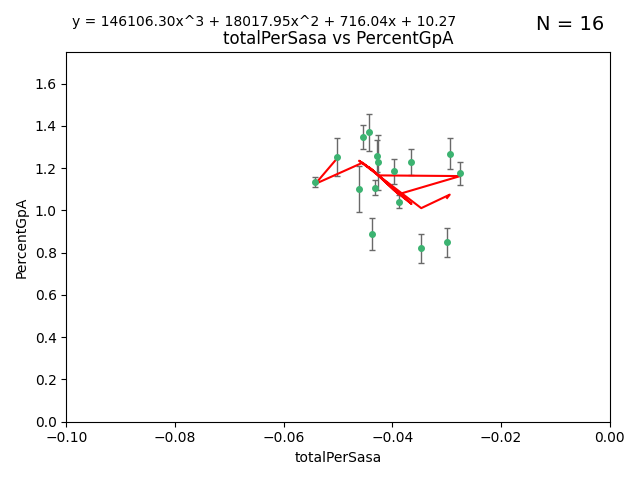 y = 146106.30x^3 + 18017.95x^2 + 716.04x + 10.27
N = 16
totalPerSasa vs PercentGpA
PercentGpA
1.6
1.4
1.2
1.0
0.8
0.6
0.4
0.2
0.0
−0.10 −0.08 −0.06 −0.04 −0.02 0.00
totalPerSasa